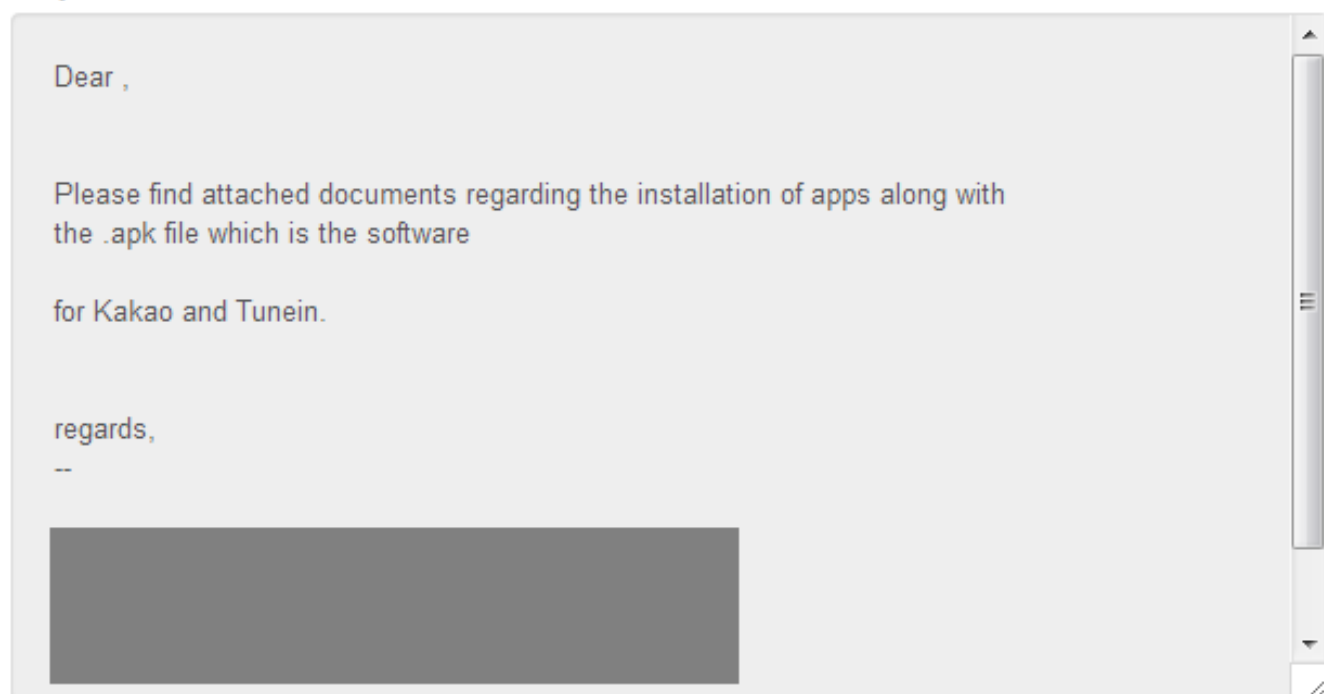 Dear ,
Please find attached documents regarding the installation of apps along with
the .apk file which is the software
for Kakao and Tunein.
regards,
--